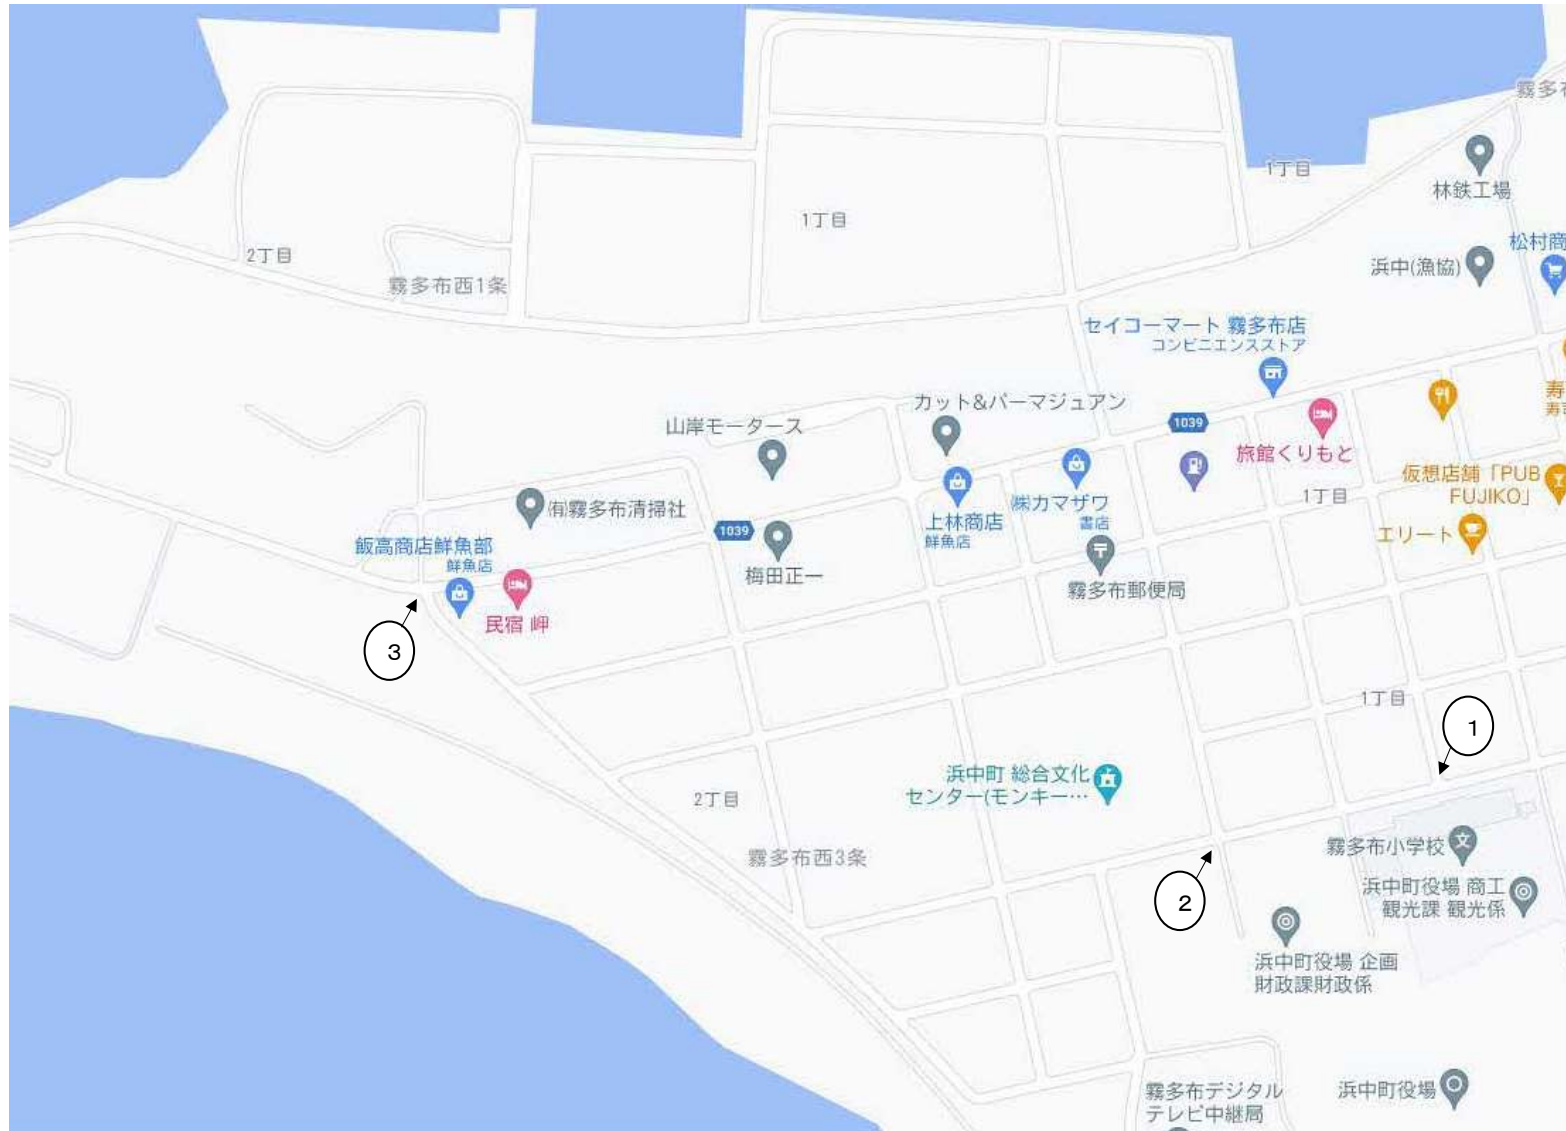 霧多布
1丁目
林鉄工場
1丁目
松村商
2丁目
浜中(漁協)
霧多布西1条
セイコーマート 霧多布店
コンビニエンスストア
寿
寿司
カット&パーマジュアン
山岸モータース
1039
旅館くりもと
仮想店舗「PUB
FUJIKO」
1丁目
㈲霧多布清掃社
㈱カマザワ
書店
上林商店
鮮魚店
1039
エリート
飯高商店鮮魚部
鮮魚店
梅田正一
霧多布郵便局
民宿 岬
3
1丁目
1
浜中町 総合文化
センター(モンキー…
2丁目
霧多布小学校
霧多布西3条
文
浜中町役場 商工
観光課 観光係
2
浜中町役場 企画
財政課財政係
霧多布デジタル
テレビ中継局
浜中町役場